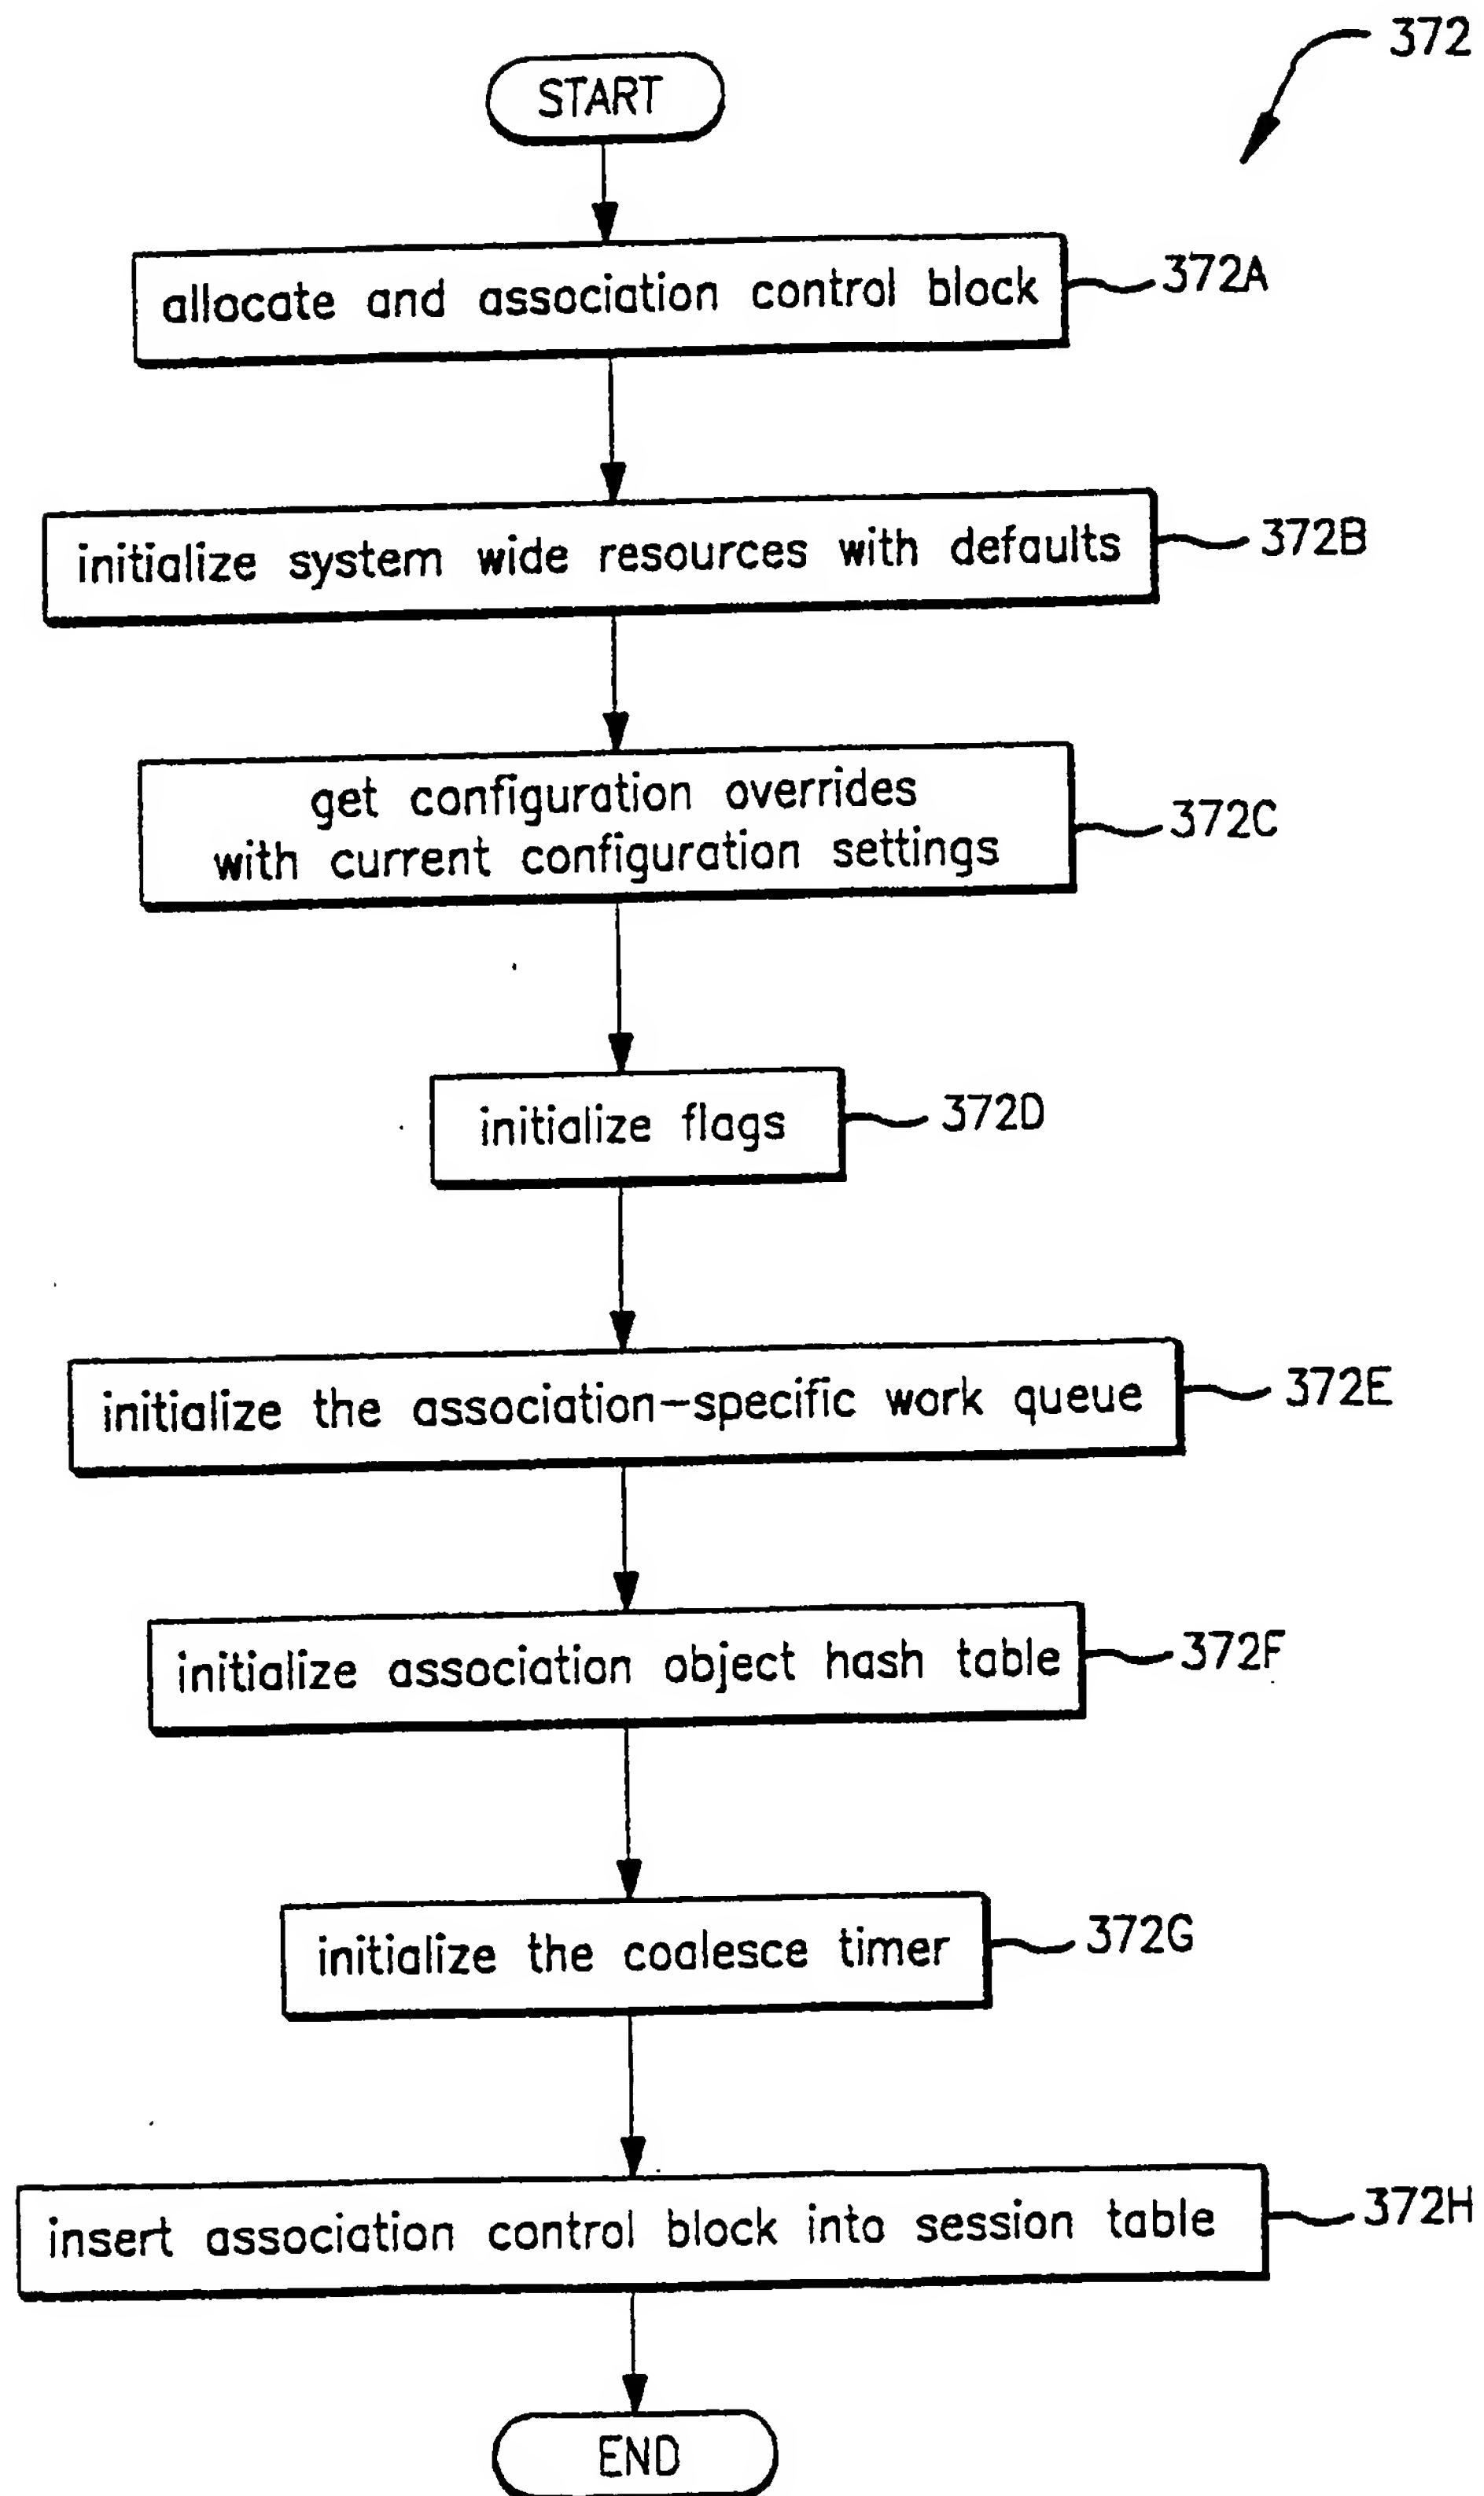 372
START
allocate and association control block
372A
initialize system wide resources with defaults
372B
get configuration overrides
with current configuration settings
372C
initialize flags
372D
initialize the association-specific work queue
372E
initialize association object hash table
372F
initialize the coalesce timer
372G
insert association control block into session table
372H
END